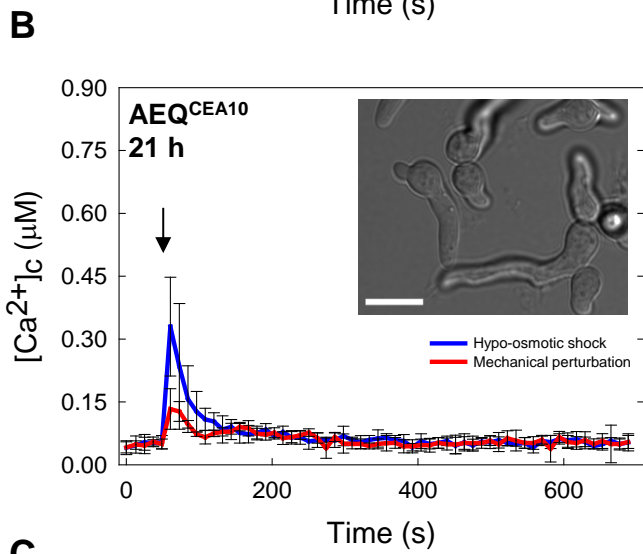 Time (s)
B
AEQCEA10
21 h
[Ca2+]c (μM)
0.90
0.75
0.60
0.45
0.30
0.15
0.00
Hypo-osmotic shock
Mechanical perturbation
0
200
400
600
Time (s)
C